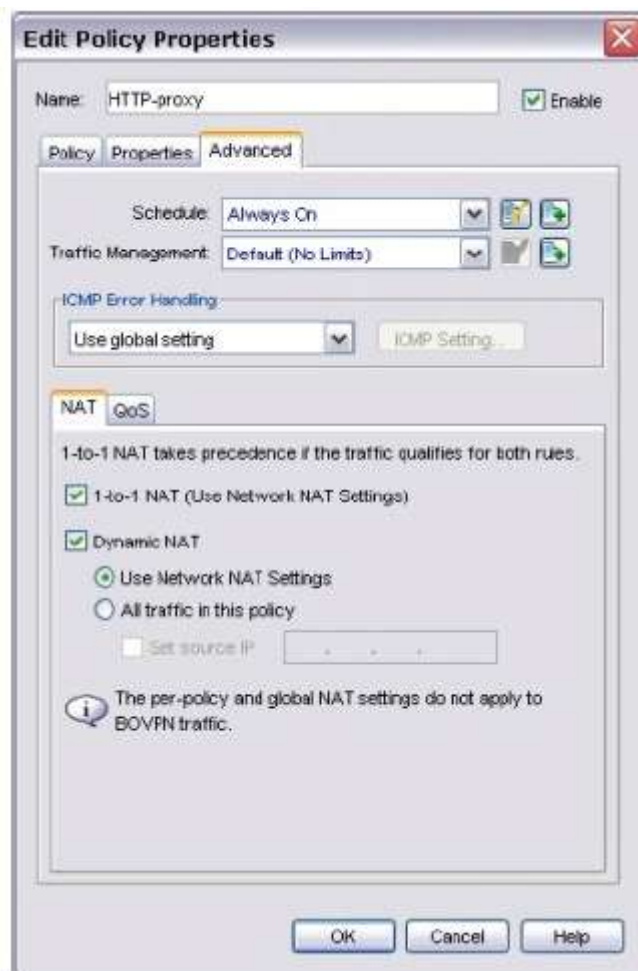 Edit Policy Properties
Name: HTTP-proxy Enable
Policy Properties Advanced
Schedule: Always On
Traffic Management: Default (No Limits)
ICMP Error Handling
Use global setting ICMP Setting...
NAT QoS
1-to-1 NAT takes precedence if the traffic qualifies for both rules.
1-to-1 NAT (Use Network NAT Settings)
Dynamic NAT
Use Network NAT Settings
All traffic in this policy
Set source IP . . .
The per-policy and global NAT settings do not apply to
BOVPN traffic.
OK Cancel Help